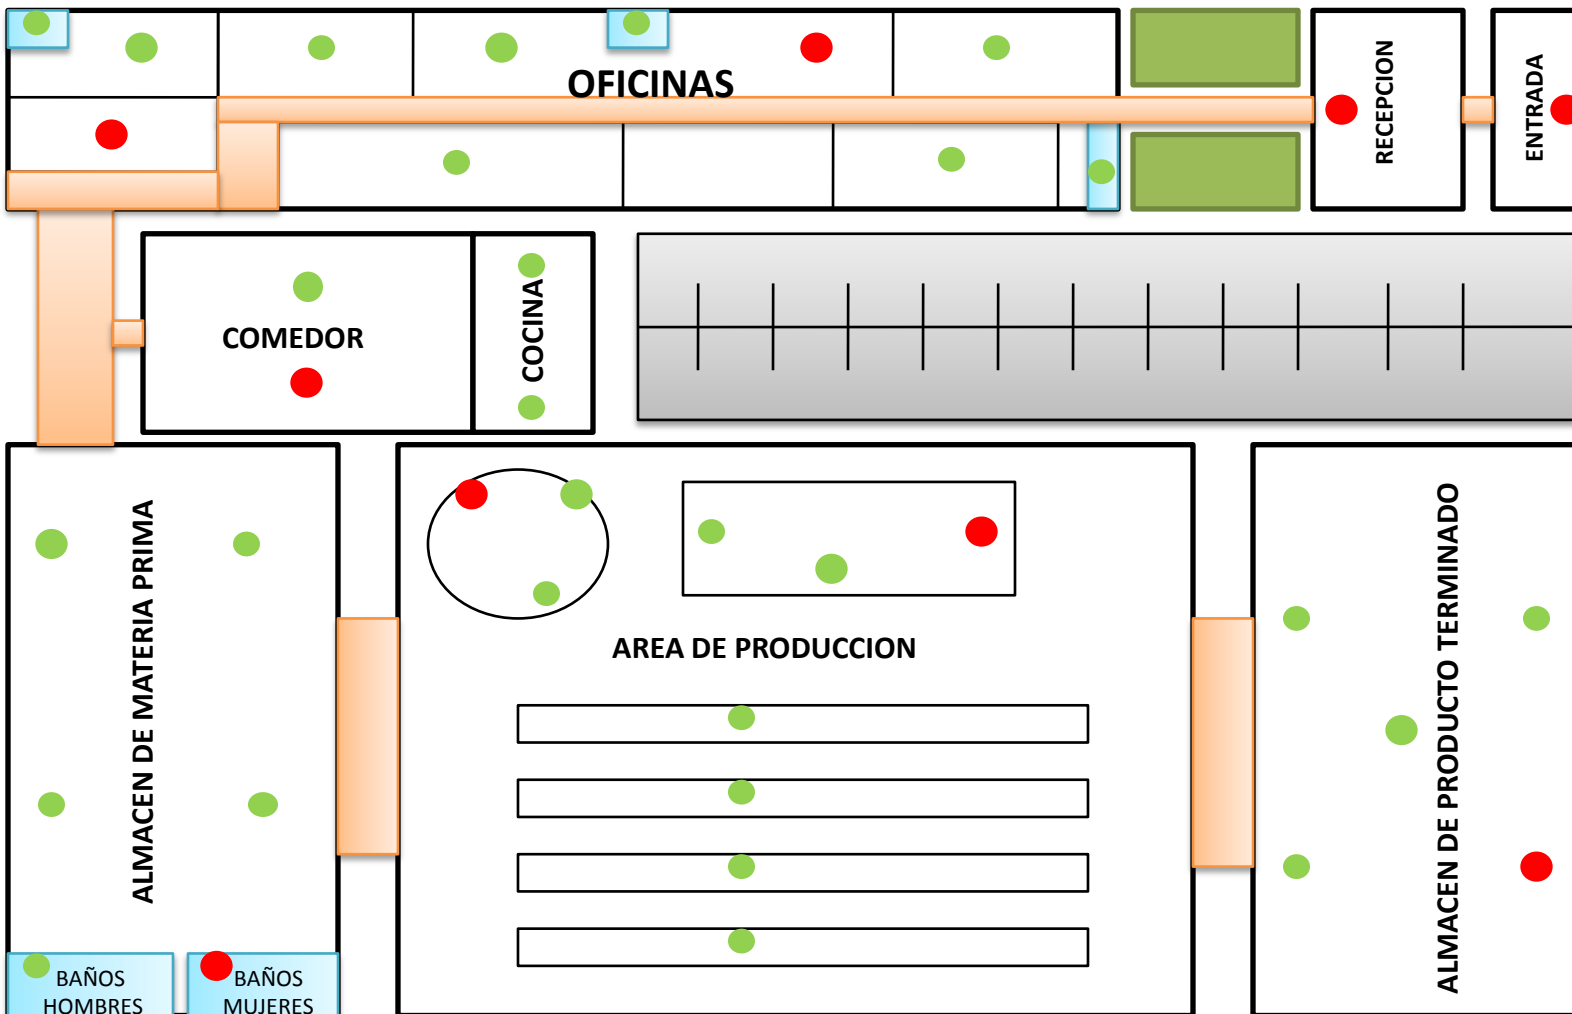 OFICINAS
RECEPCION
ENTRADA
COMEDOR
COCINA
ALMACEN DE MATERIA PRIMA
AREA DE PRODUCCION
ALMACEN DE PRODUCTO TERMINADO
BAÑOS
HOMBRES
BAÑOS
MUJERES